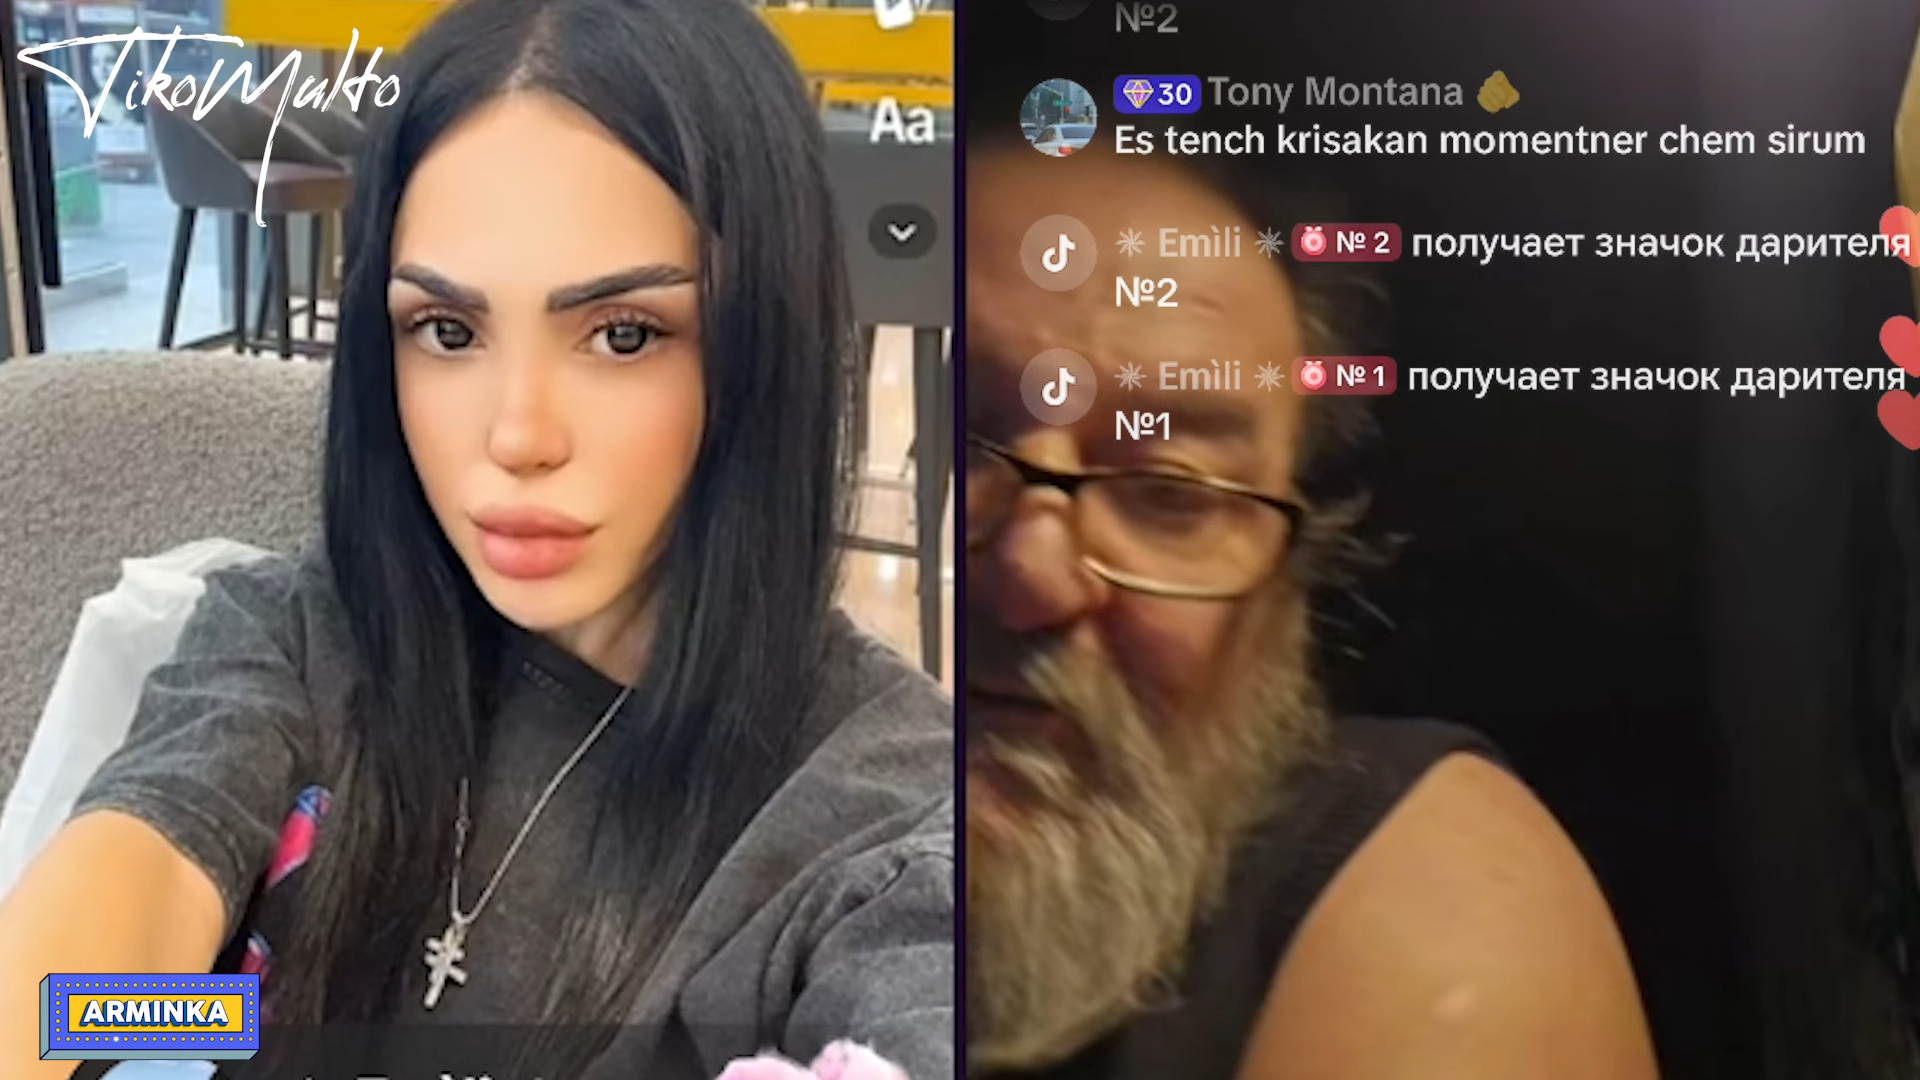 TikoMulto
Aa
ARMINKA
№2
30 Tony Montana
Es tench krisakan momentner chem sirum
Emìli № 2 получает значок дарителя
№2
Emìli № 1 получает значок дарителя
№1